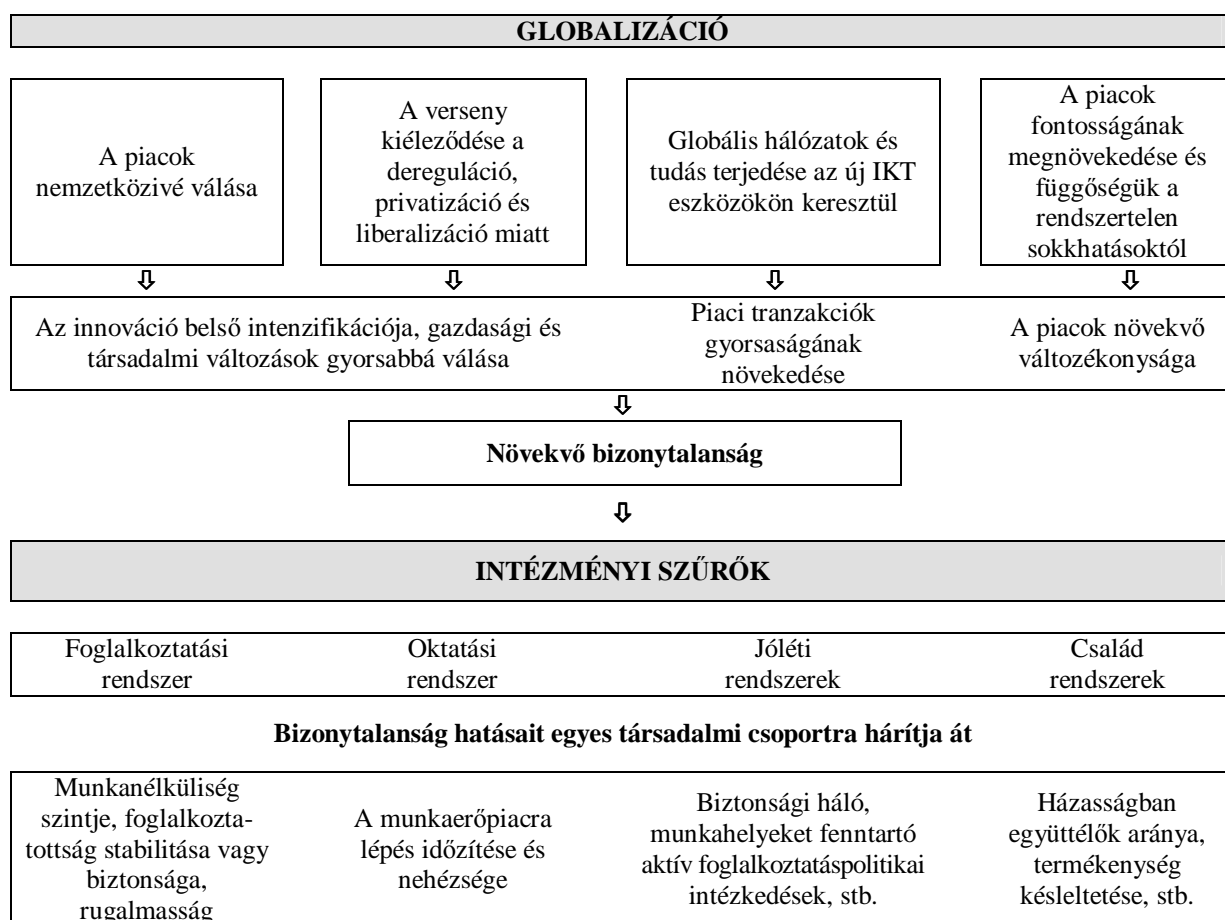 GLOBALIZÁCIÓ
A piacok
nemzetközivé válása
A verseny
kiéleződése a
dereguláció,
privatizáció és
liberalizáció miatt
Globális hálózatok és
tudás terjedése az új IKT
eszközökön keresztül
A piacok
fontosságának
megnövekedése és
függőségük a
rendszertelen
sokkhatásoktól
Az innováció belső intenzifikációja, gazdasági és
társadalmi változások gyorsabbá válása
Piaci tranzakciók
gyorsaságának
növekedése
A piacok növekvő
változékonysága
Növekvő bizonytalanság
INTÉZMÉNYI SZŰRŐK
Foglalkoztatási
rendszer
Oktatási
rendszer
Jóléti
rendszerek
Család
rendszerek
Bizonytalanság hatásait egyes társadalmi csoportra hárítja át
Munkanélküliség
szintje, foglalkozta-
tottság stabilitása vagy
biztonsága,
rugalmasság
A munkaerőpiacra
lépés időzítése és
nehézsége
Biztonsági háló,
munkahelyeket fenntartó
aktív foglalkoztatáspolitikai
intézkedések, stb.
Házasságban
együttélők aránya,
termékenység
késleltetése, stb.